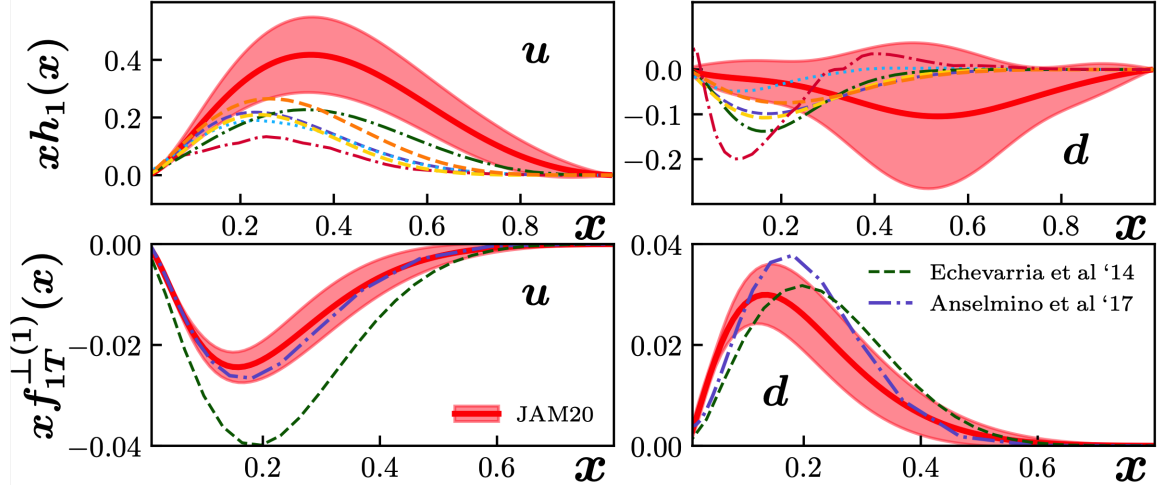 xh₁(x)
0.4
0.2
0.0
u
0.2 0.4 0.6 0.8 x
0.0
−0.1
−0.2
d
0.2 0.4 0.6 0.8 x
xf₁T⊥(1)(x)
0.00
−0.02
−0.04
u
JAM20
0.2 0.4 0.6 x
0.04
0.02
0.00
Echevarria et al ‘14
Anselmino et al ‘17
d
0.2 0.4 0.6 x